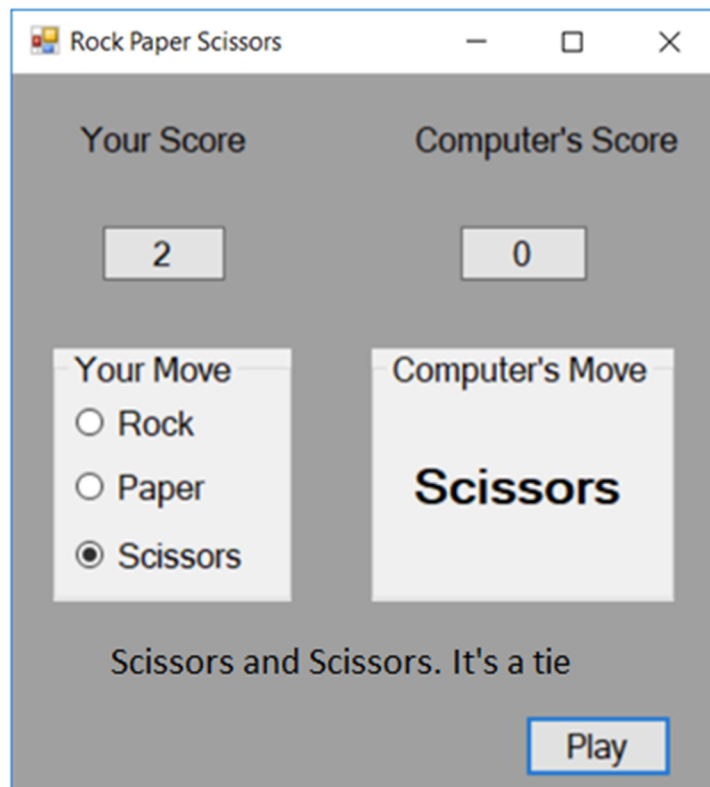 Rock Paper Scissors
Your Score
Computer's Score
2
0
Your Move
Rock
Paper
Scissors
Computer's Move
Scissors
Scissors and Scissors. It's a tie
Play